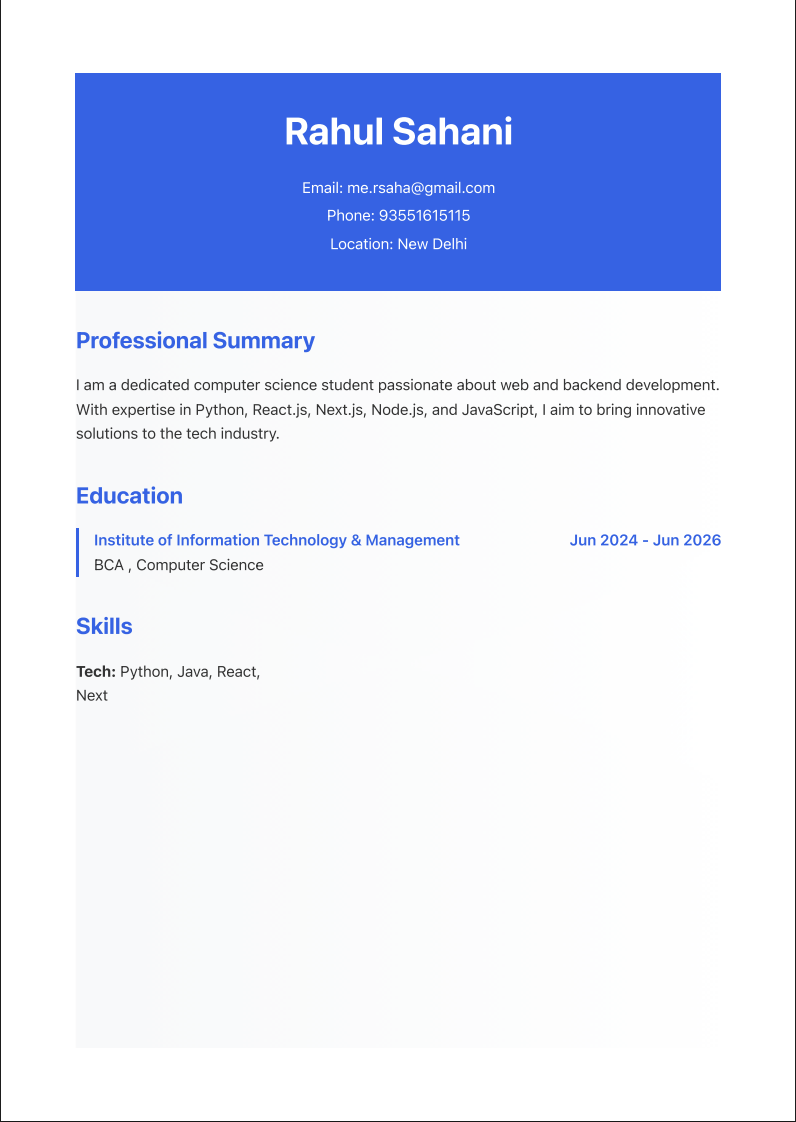 Rahul Sahani
Email: me.rsaha@gmail.com
Phone: 93551615115
Location: New Delhi
Professional Summary
I am a dedicated computer science student passionate about web and backend development.
With expertise in Python, React.js, Next.js, Node.js, and JavaScript, I aim to bring innovative
solutions to the tech industry.
Education
Institute of Information Technology & Management Jun 2024 - Jun 2026
BCA , Computer Science
Skills
Tech: Python, Java, React,
Next